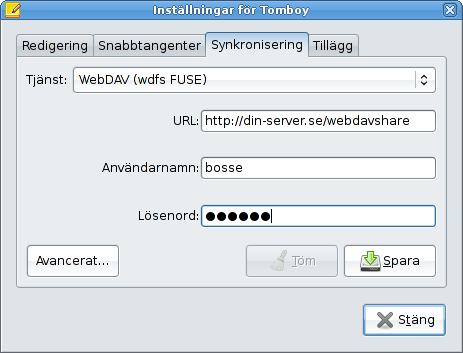 Inställningar för Tomboy
Redigering Snabbtangenter Synkronisering Tillägg
Tjänst: WebDAV (wdfs FUSE)
URL: http://din-server.se/webdavshare
Användarnamn: bosse
Lösenord: ●●●●●●
Avancerat... Töm Spara
Stäng